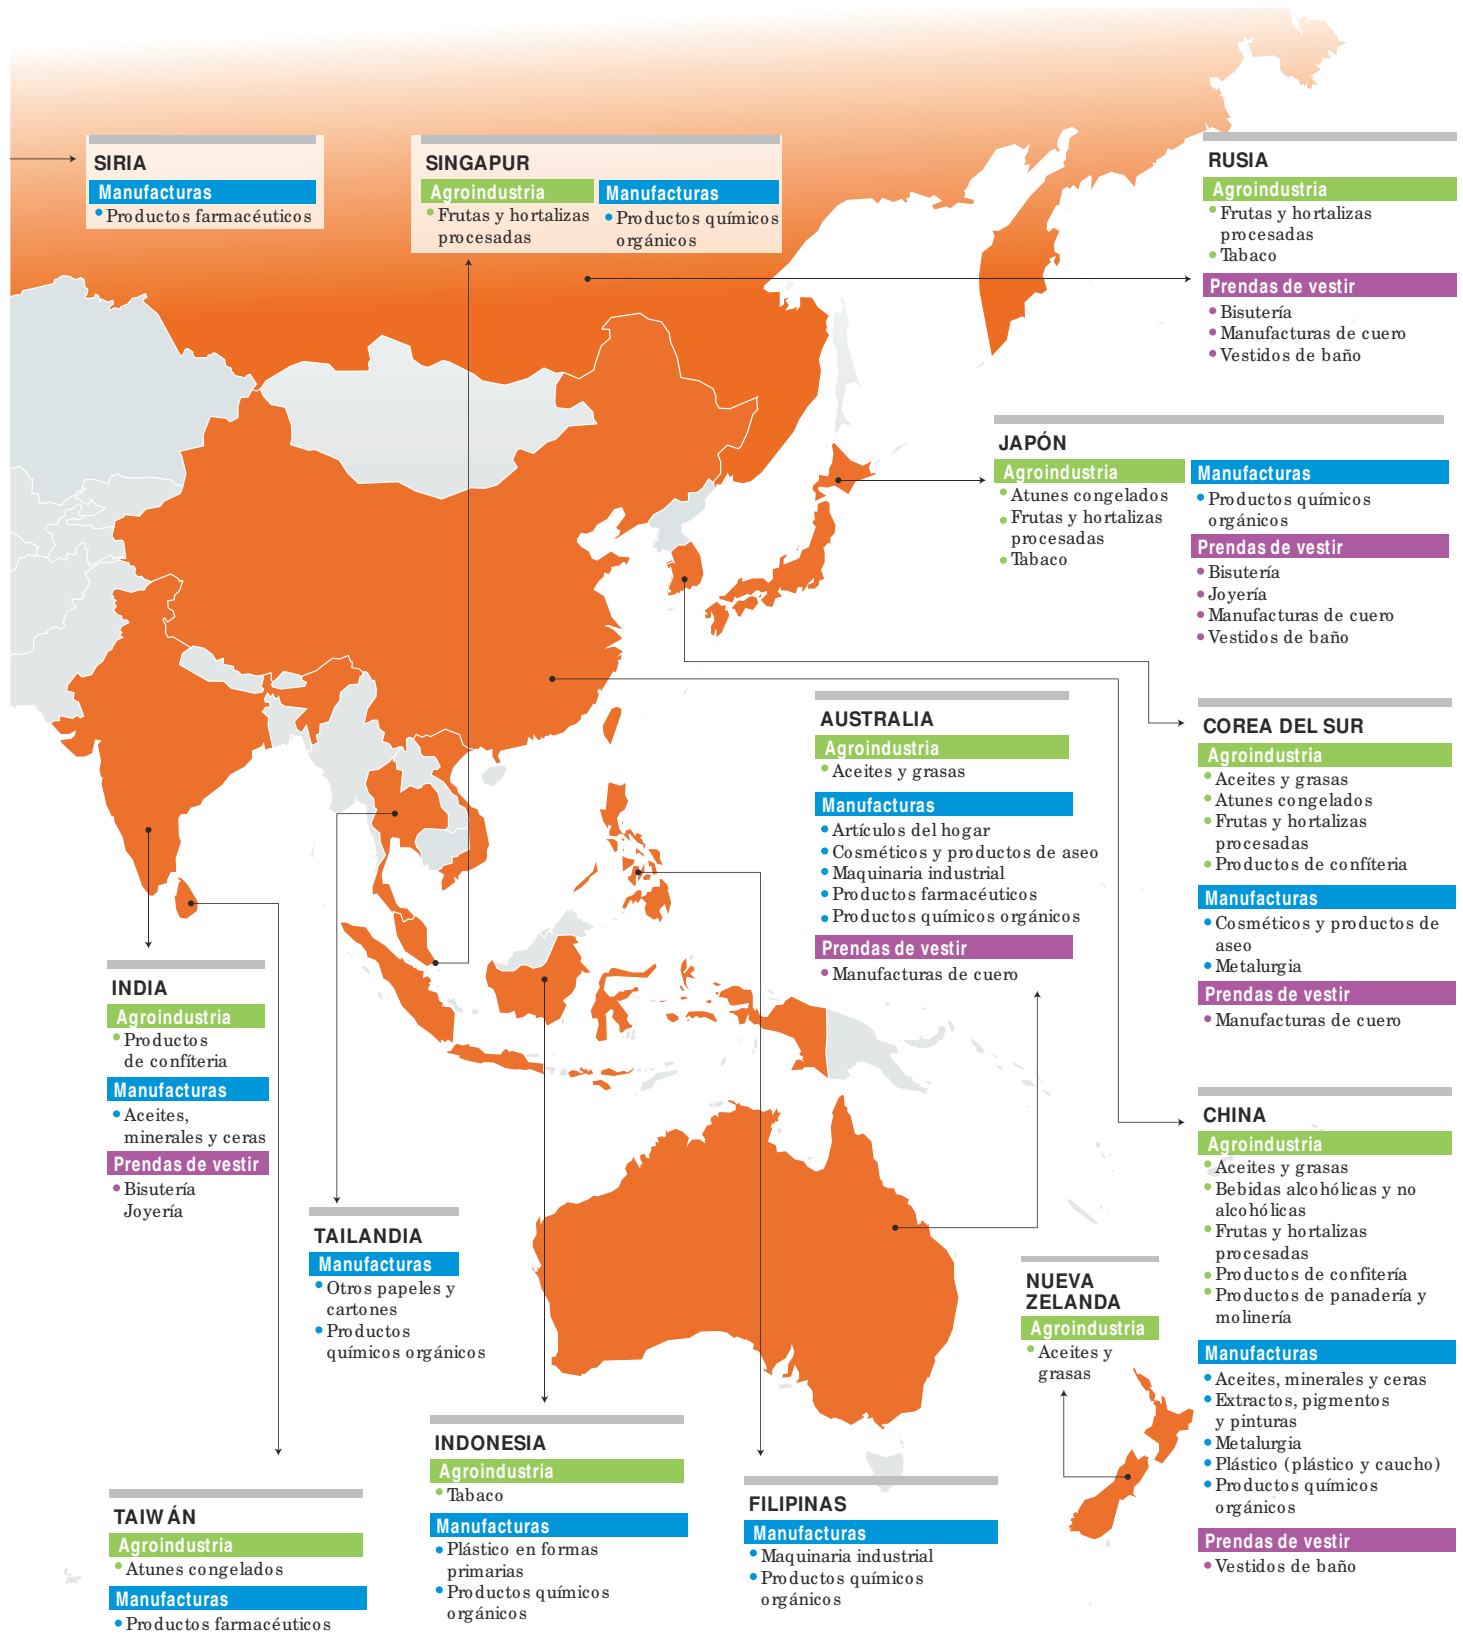 SIRIA
Manufacturas
Productos farmacéuticos
SINGAPUR
Agroindustria
Frutas y hortalizas
procesadas
Manufacturas
Productos químicos
orgánicos
RUSIA
Agroindustria
Frutas y hortalizas
procesadas
Tabaco
Prendas de vestir
Bisutería
Manufacturas de cuero
Vestidos de baño
JAPÓN
Agroindustria
Atunes congelados
Frutas y hortalizas
procesadas
Tabaco
Manufacturas
Productos químicos
orgánicos
Prendas de vestir
Bisutería
Joyería
Manufacturas de cuero
Vestidos de baño
AUSTRALIA
Agroindustria
Aceites y grasas
Manufacturas
Artículos del hogar
Cosméticos y productos de aseo
Maquinaria industrial
Productos farmacéuticos
Productos químicos orgánicos
Prendas de vestir
Manufacturas de cuero
COREA DEL SUR
Agroindustria
Aceites y grasas
Atunes congelados
Frutas y hortalizas
procesadas
Productos de confíteria
Manufacturas
Cosméticos y productos de
aseo
Metalurgia
Prendas de vestir
Manufacturas de cuero
INDIA
Agroindustria
Productos
de confíteria
Manufacturas
Aceites,
minerales y ceras
Prendas de vestir
Bisutería
Joyería
CHINA
Agroindustria
Aceites y grasas
Bebidas alcohólicas y no
alcohólicas
Frutas y hortalizas
procesadas
Productos de confitería
Productos de panadería y
molinería
Manufacturas
Aceites, minerales y ceras
Extractos, pigmentos
y pinturas
Metalurgia
Plástico (plástico y caucho)
Productos químicos
orgánicos
Prendas de vestir
Vestidos de baño
TAILANDIA
Manufacturas
Otros papeles y
cartones
Productos
químicos orgánicos
NUEVA
ZELANDA
Agroindustria
Aceites y
grasas
INDONESIA
Agroindustria
Tabaco
Manufacturas
Plástico en formas
primarias
Productos químicos
orgánicos
FILIPINAS
Manufacturas
Maquinaria industrial
Productos químicos
orgánicos
TAIWÁN
Agroindustria
Atunes congelados
Manufacturas
Productos farmacéuticos